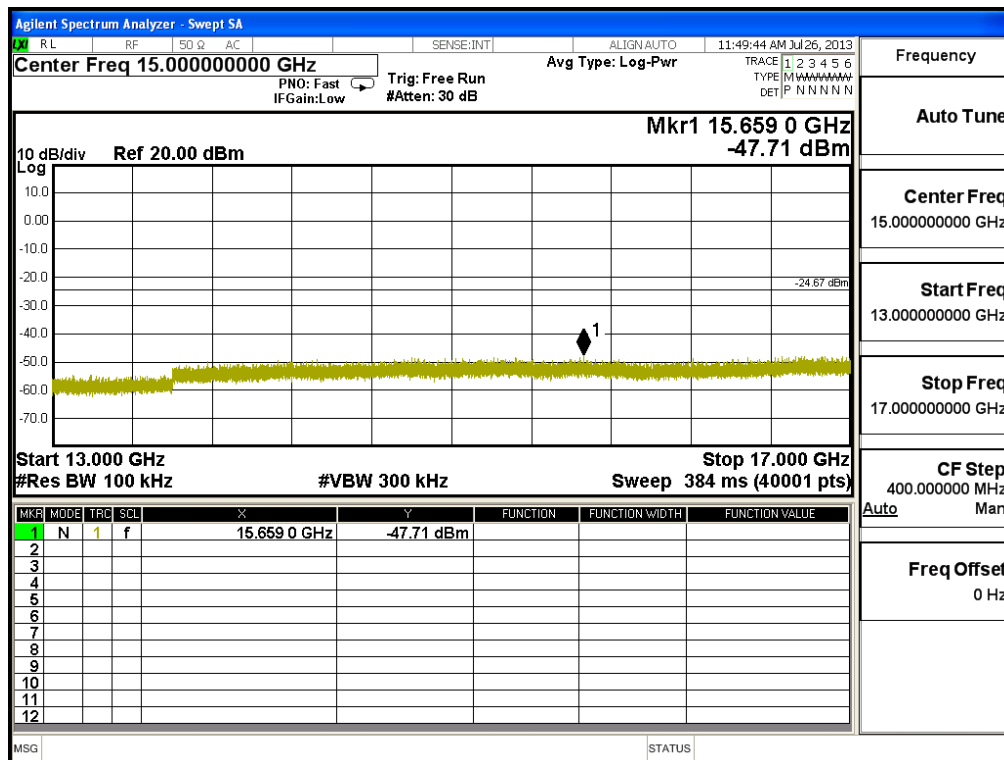 Agilent Spectrum Analyzer - Swept SA
LXI RL RF 50 Ω AC SENSE:INT ALIGN AUTO 11:49:44 AM Jul 26, 2013
Center Freq 15.000000000 GHz
PNO: Fast
IFGain:Low
Trig: Free Run
#Atten: 30 dB
Avg Type: Log-Pwr
TRACE 1 2 3 4 5 6
TYPE M WWWWW
DET P N N N N N
Mkr1 15.659 0 GHz
-47.71 dBm
10 dB/div Ref 20.00 dBm
Log
10.0
0.00
-10.0
-20.0
-24.67 dBm
-30.0
-40.0
1
-50.0
-60.0
-70.0
Start 13.000 GHz Stop 17.000 GHz
#Res BW 100 kHz #VBW 300 kHz Sweep 384 ms (40001 pts)
MKR MODE TRC SCL X Y FUNCTION FUNCTION WIDTH FUNCTION VALUE
1 N 1 f 15.659 0 GHz -47.71 dBm
2
3
4
5
6
7
8
9
10
11
12
MSG STATUS
Frequency
Auto Tune
Center Freq
15.000000000 GHz
Start Freq
13.000000000 GHz
Stop Freq
17.000000000 GHz
CF Step
400.000000 MHz
Auto Man
Freq Offset
0 Hz